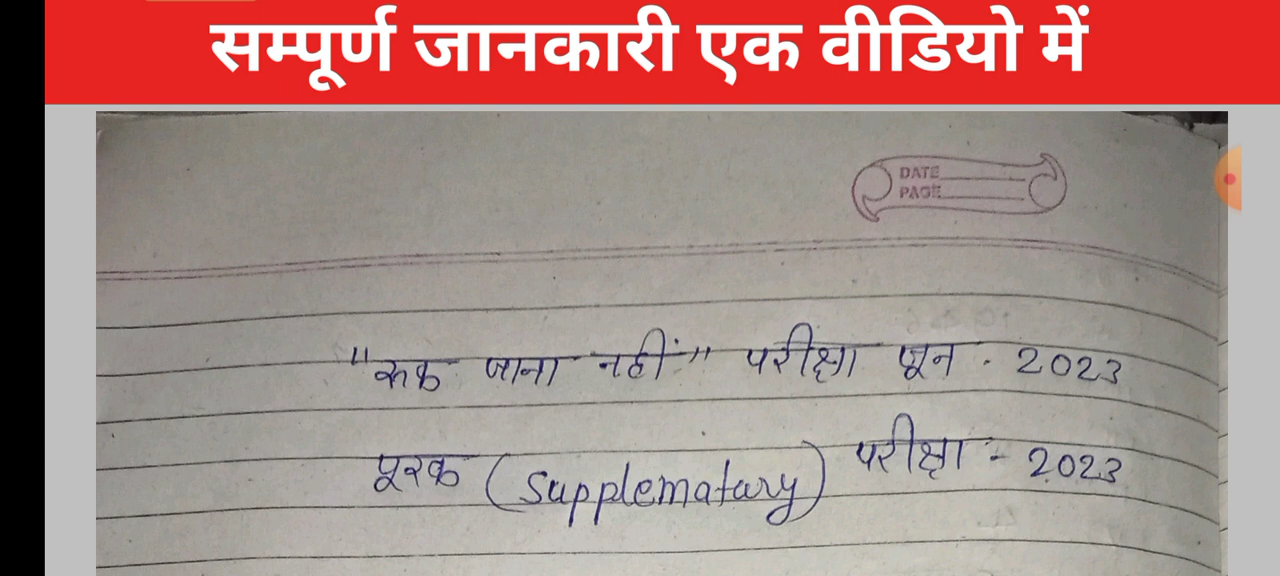 सम्पूर्ण जानकारी एक वीडियो में
DATE
PAGE
"रुक जाना नहीं" परीक्षा जून - 2023
पूरक (Supplematary) परीक्षा - 2023